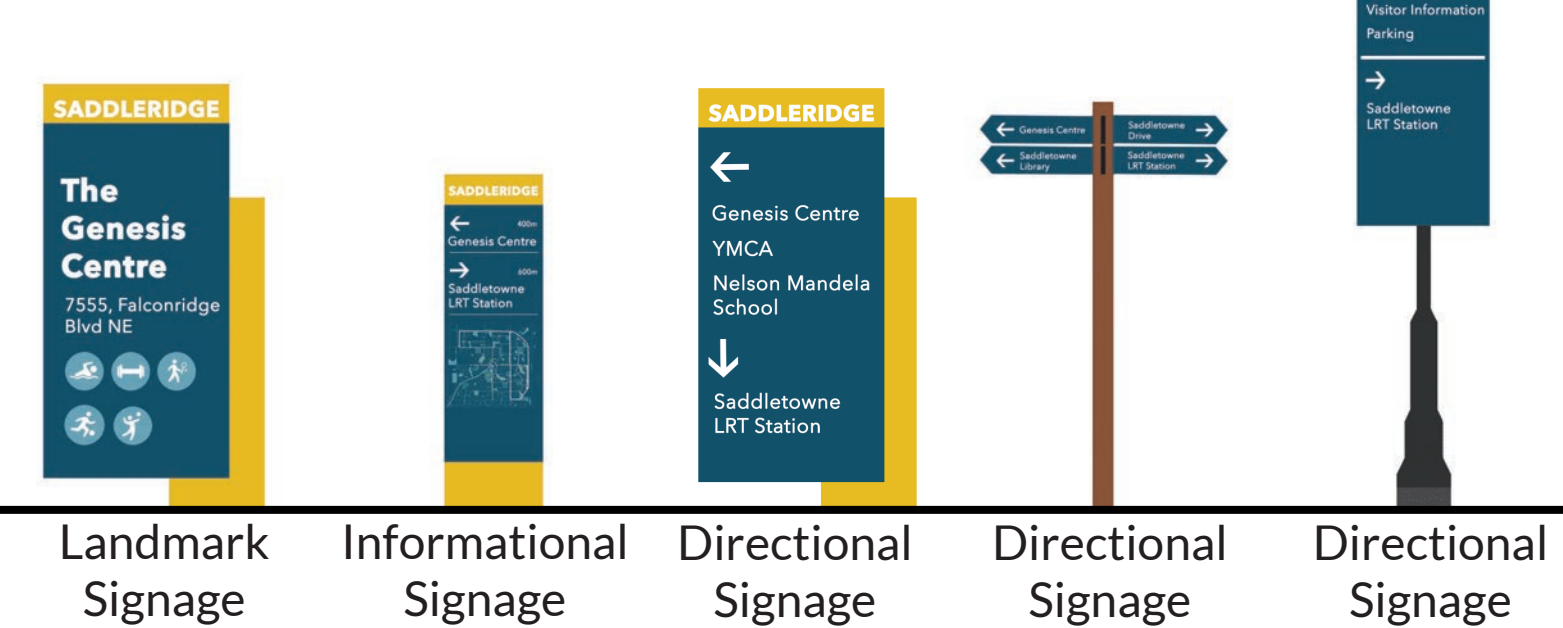 SADDLERIDGE
The
Genesis
Centre
7555, Falconridge
Blvd NE
Landmark
Signage
SADDLERIDGE
400m
Genesis Centre
600m
Saddletowne
LRT Station
Informational
Signage
SADDLERIDGE
Genesis Centre
YMCA
Nelson Mandela
School
Saddletowne
LRT Station
Directional
Signage
Genesis Centre
Saddletowne
Drive
Saddletowne
Library
Saddletowne
LRT Station
Directional
Signage
Visitor Information
Parking
Saddletowne
LRT Station
Directional
Signage